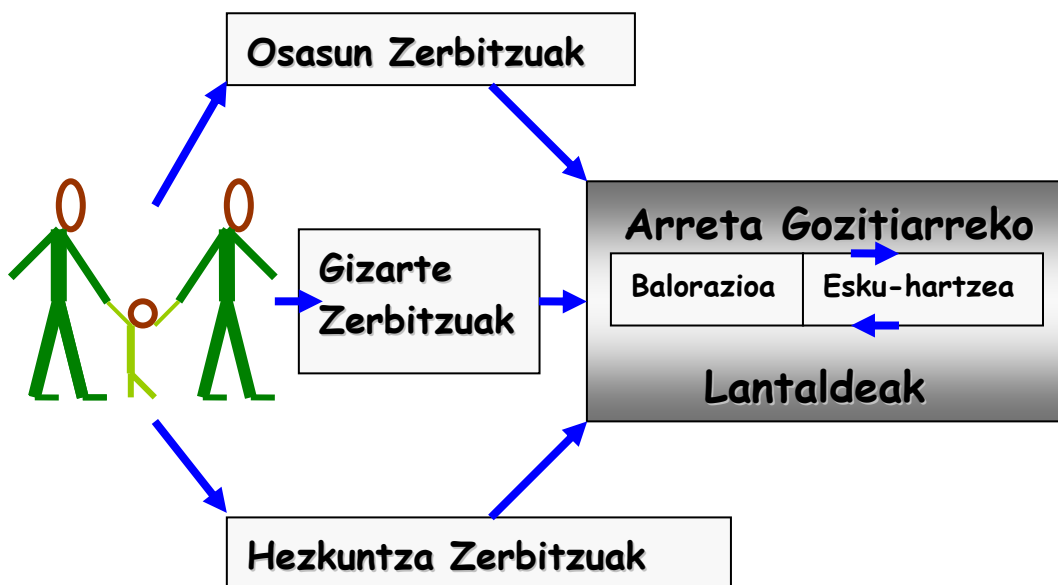 Osasun Zerbitzuak
Gizarte
Zerbitzuak
Arreta Gozitiarreko
Balorazioa
Esku-hartzea
Lantaldeak
Hezkuntza Zerbitzuak